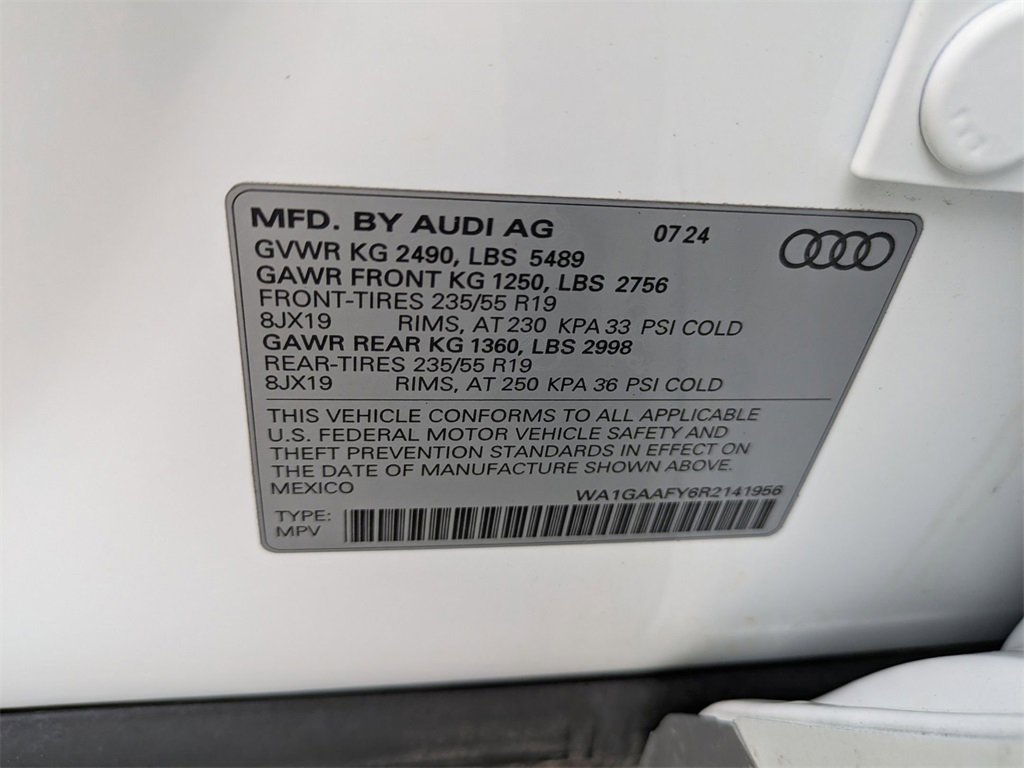 MFD. BY AUDI AG 07 24
GVWR KG 2490, LBS 5489
GAWR FRONT KG 1250, LBS 2756
FRONT-TIRES 235/55 R19
8JX19 RIMS, AT 230 KPA 33 PSI COLD
GAWR REAR KG 1360, LBS 2998
REAR-TIRES 235/55 R19
8JX19 RIMS, AT 250 KPA 36 PSI COLD
THIS VEHICLE CONFORMS TO ALL APPLICABLE
U.S. FEDERAL MOTOR VEHICLE SAFETY AND
THEFT PREVENTION STANDARDS IN EFFECT ON
THE DATE OF MANUFACTURE SHOWN ABOVE.
MEXICO WA1GAAFY6R2141956
TYPE:
MPV